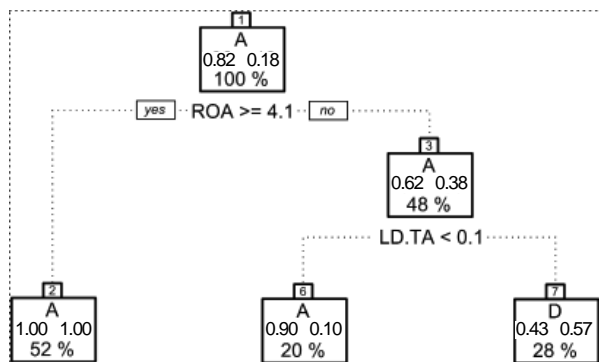 1
A
0.82 0.18
100 %
yes ROA >= 4.1 no
3
A
0.62 0.38
48 %
LD.TA < 0.1
2
A
1.00 1.00
52 %
6
A
0.90 0.10
20 %
7
D
0.43 0.57
28 %